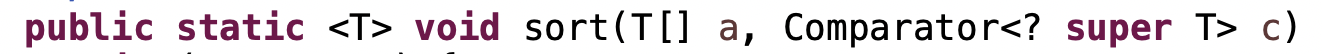 public static <T> void sort(T[] a, Comparator<? super T> c)